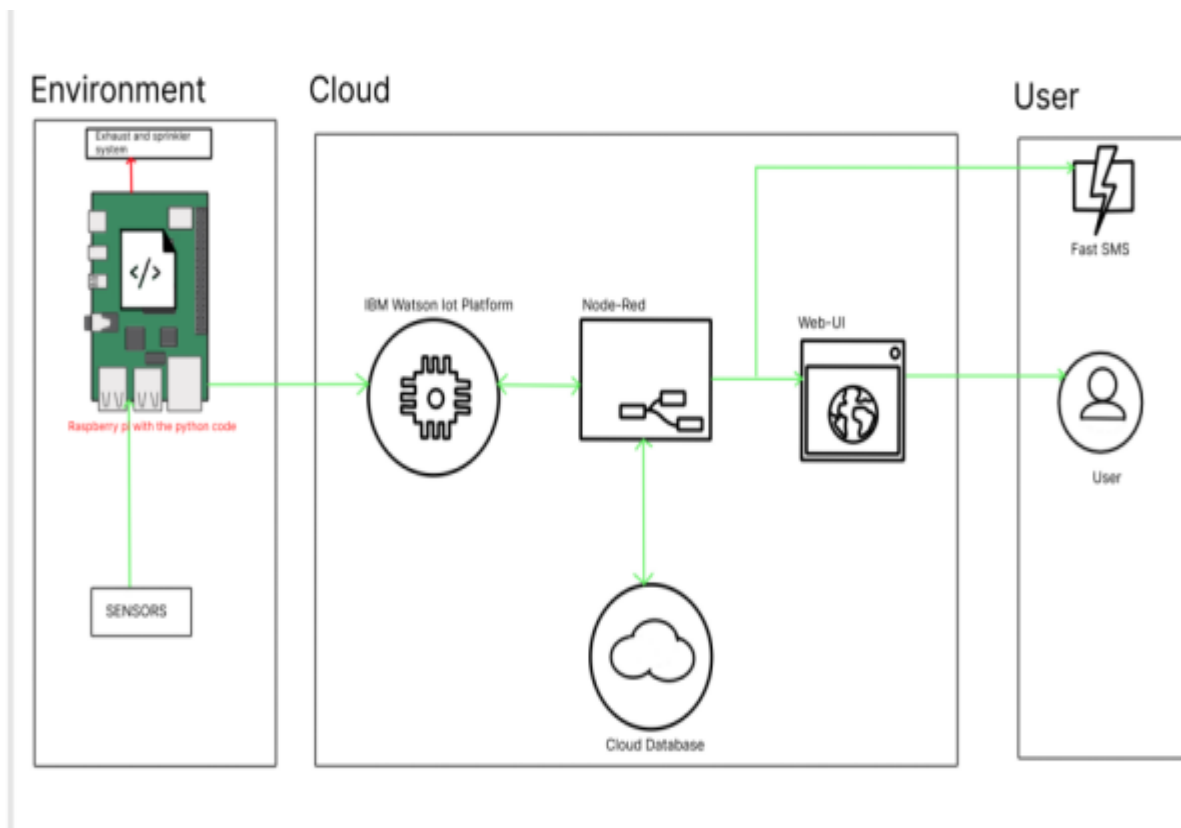 Environment
Cloud
User
Exhaust and sprinkler
system
</>
Raspberry pi with the python code
SENSORS
IBM Watson Iot Platform
Node-Red
Web-UI
Cloud Database
Fast SMS
User